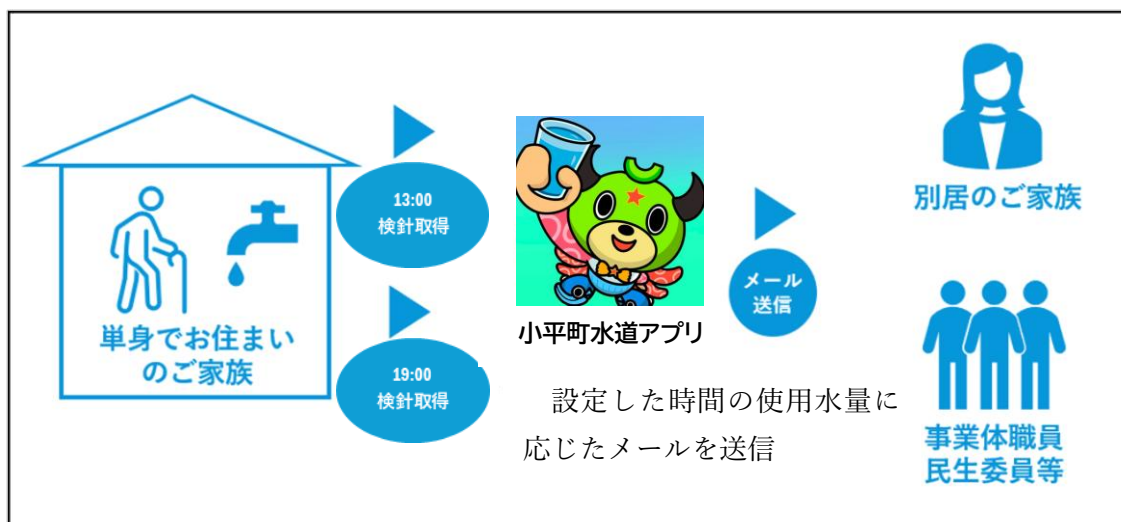 単身でお住まい
のご家族
13:00
検針取得
19:00
検針取得
小平町水道アプリ
設定した時間の使用水量に
応じたメールを送信
メール
送信
別居のご家族
事業体職員
民生委員等